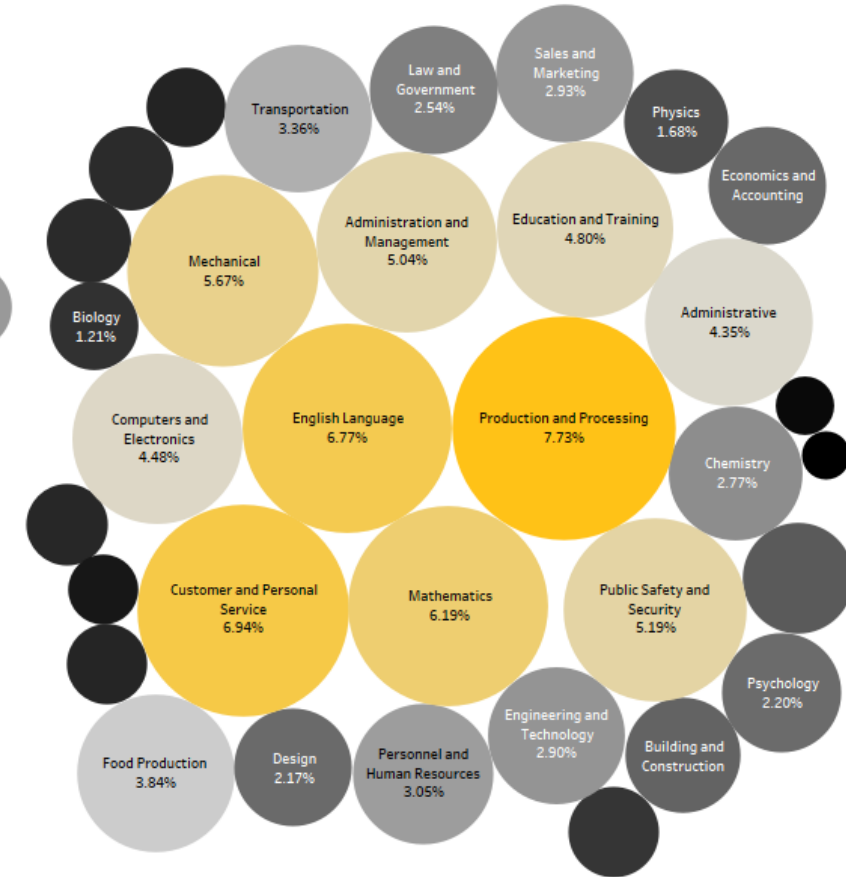 Sales and
Marketing
2.93%
Law and
Government
2.54%
Transportation
3.36%
Physics
1.68%
Economics and
Accounting
Administration and
Management
5.04%
Education and Training
4.80%
Mechanical
5.67%
Biology
1.21%
Administrative
4.35%
Computers and
Electronics
4.48%
English Language
6.77%
Production and Processing
7.73%
Chemistry
2.77%
Customer and Personal
Service
6.94%
Mathematics
6.19%
Public Safety and
Security
5.19%
Psychology
2.20%
Food Production
3.84%
Design
2.17%
Personnel and
Human Resources
3.05%
Engineering and
Technology
2.90%
Building and
Construction